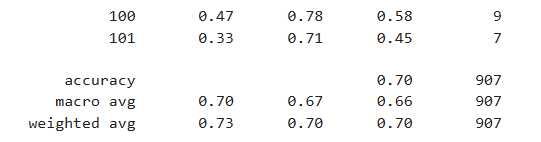 100 0.47 0.78 0.58 9
101 0.33 0.71 0.45 7
accuracy 0.70 907
macro avg 0.70 0.67 0.66 907
weighted avg 0.73 0.70 0.70 907